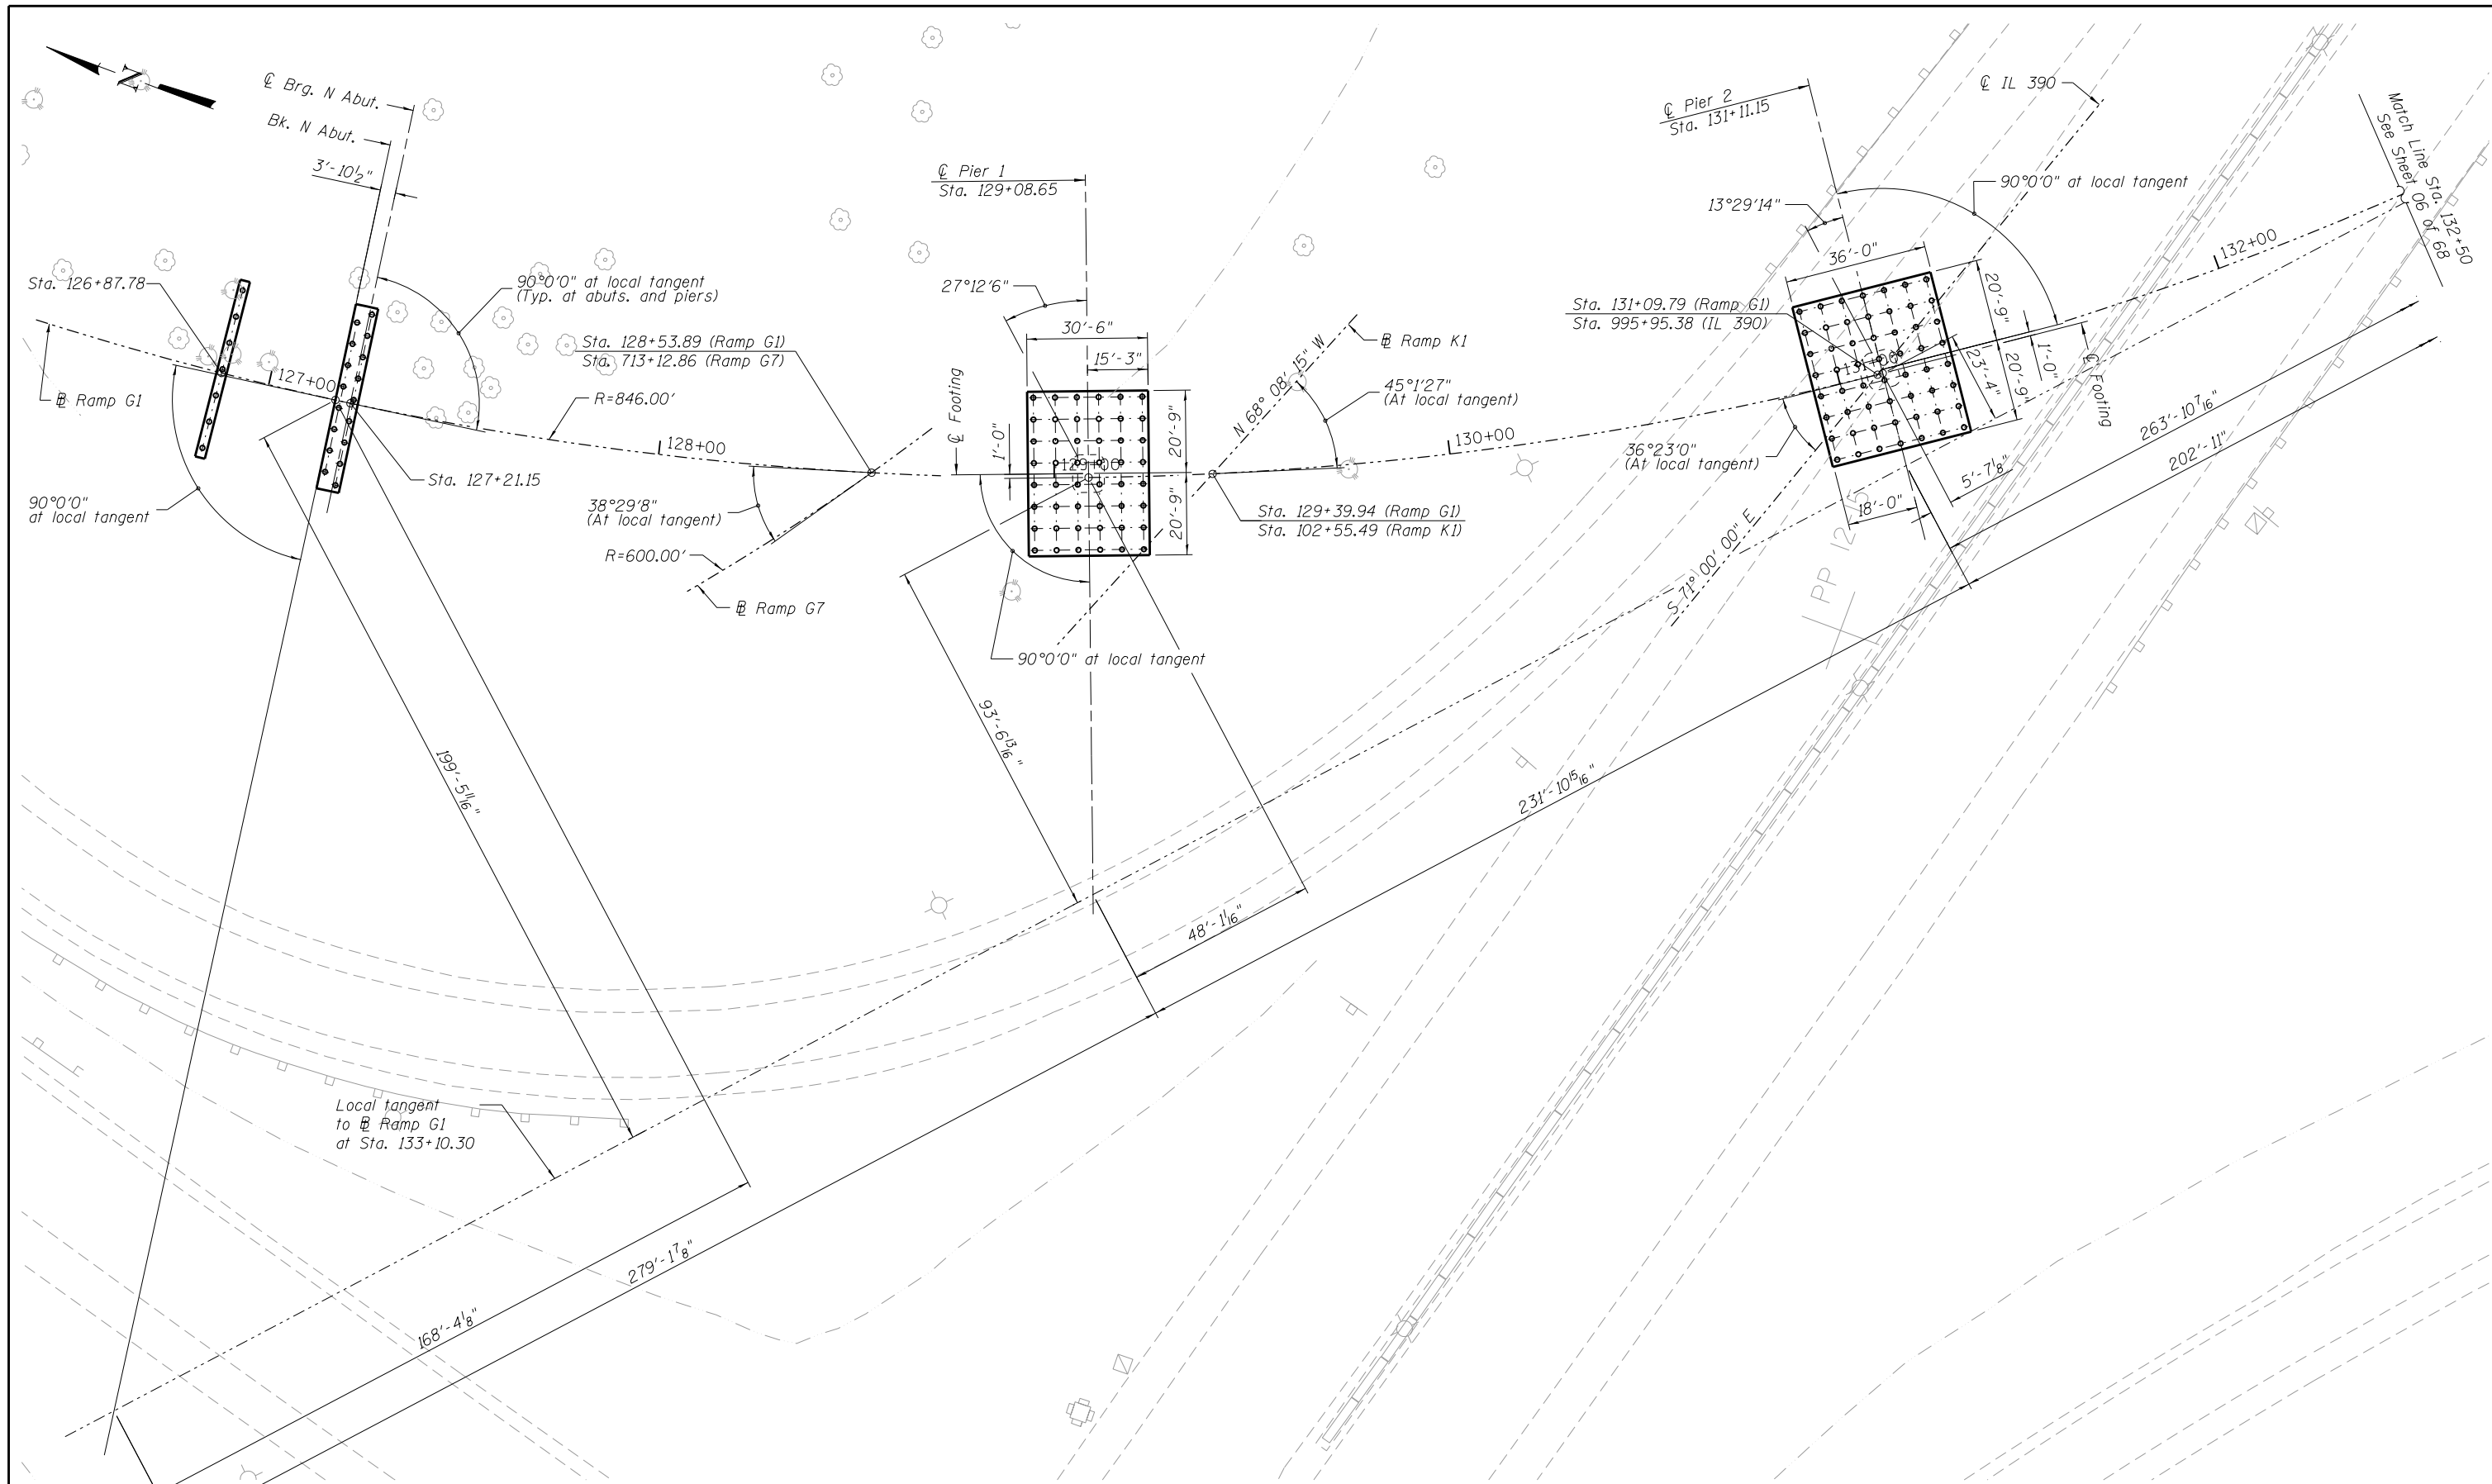 N
℄ Brg. N Abut.
Bk. N Abut.
3'-10½"
Sta. 126+87.78
127+00
℔ Ramp G1
90°0'0"
at local tangent
90°0'0" at local tangent
(Typ. at abuts. and piers)
Sta. 127+21.15
Sta. 128+53.89 (Ramp G1)
Sta. 713+12.86 (Ramp G7)
R=846.00'
128+00
38°29'8"
(At local tangent)
R=600.00'
℔ Ramp G7
℄ Pier 1
Sta. 129+08.65
27°12'6"
30'-6"
15'-3"
℄ Footing
1'-0"
129+00
20'-9"
20'-9"
N 68° 08' 15" W
℔ Ramp K1
45°1'27"
(At local tangent)
130+00
Sta. 129+39.94 (Ramp G1)
Sta. 102+55.49 (Ramp K1)
90°0'0" at local tangent
℄ Pier 2
Sta. 131+11.15
℄ IL 390
Match Line Sta. 132+50
See Sheet 06 of 68
90°0'0" at local tangent
13°29'14"
36'-0"
132+00
Sta. 131+09.79 (Ramp G1)
Sta. 995+95.38 (IL 390)
131+00
20'-9"
20'-9"
1'-0"
23'-4"
℄ Footing
36°23'0"
(At local tangent)
5'-7⅛"
18'-0"
263'-10⁷⁄₁₆"
202'-11"
S 71° 00' 00" E
93'-6¹³⁄₁₆"
199'-5¹¹⁄₁₆"
48'-1¹⁄₁₆"
231'-10¹⁵⁄₁₆"
Local tangent
to ℔ Ramp G1
at Sta. 133+10.30
168'-4⅛"
279'-1⅞"